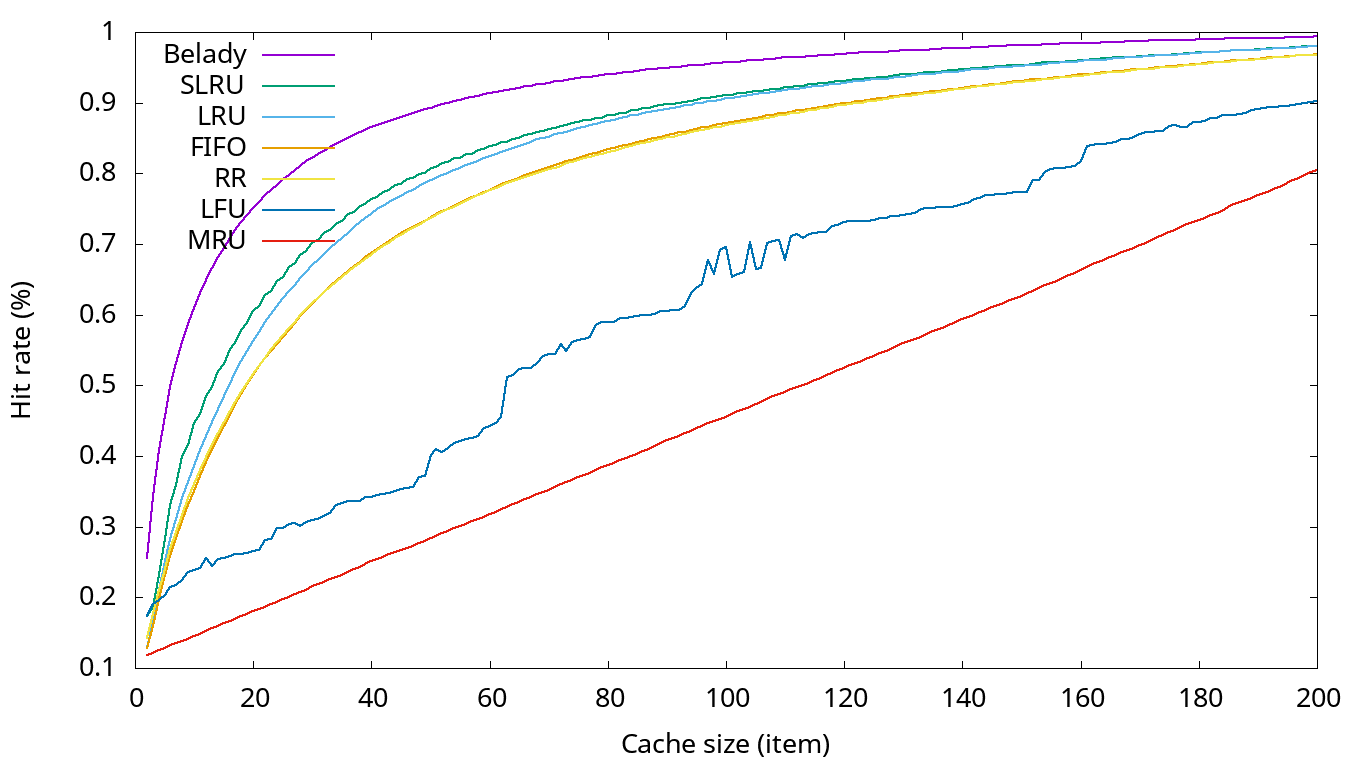 1
0.9
0.8
0.7
0.6
0.5
0.4
0.3
0.2
0.1
Hit rate (%)
Belady
SLRU
LRU
FIFO
RR
LFU
MRU
0 20 40 60 80 100 120 140 160 180 200
Cache size (item)